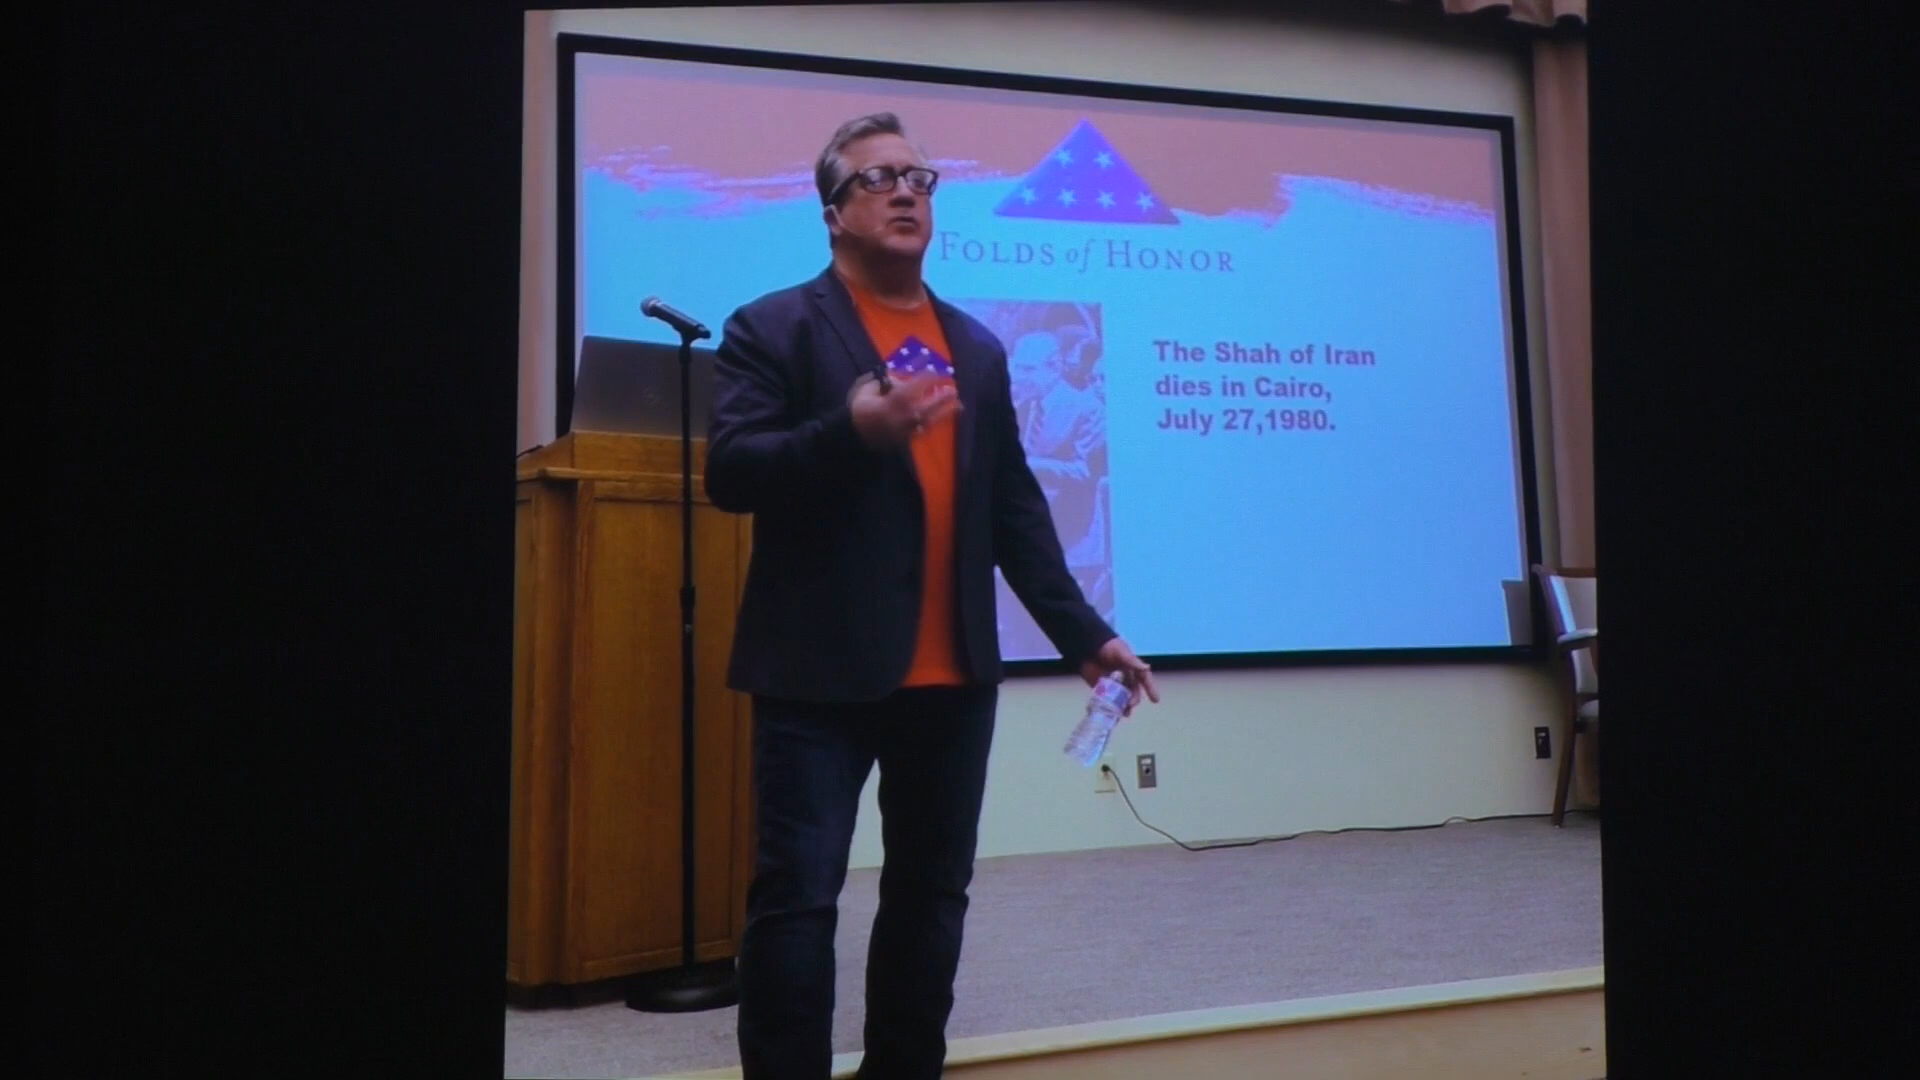 FOLDS of HONOR
The Shah of Iran
dies in Cairo,
July 27,1980.